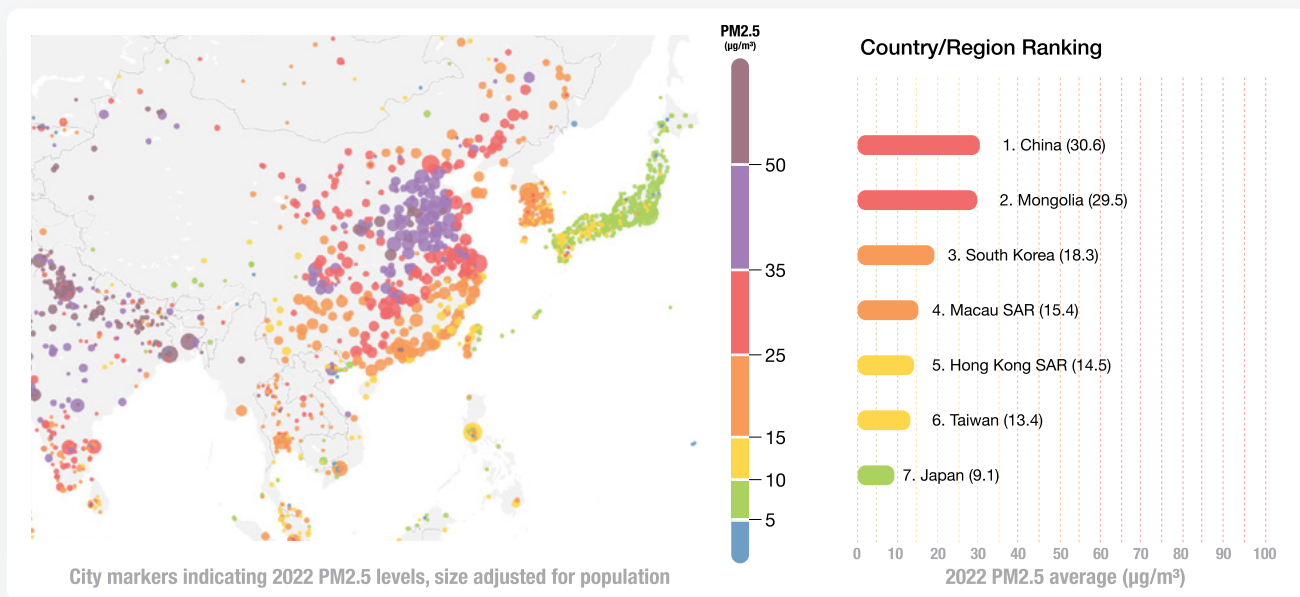 PM2.5
(µg/m³)
50
35
25
15
10
5
City markers indicating 2022 PM2.5 levels, size adjusted for population
Country/Region Ranking
1. China (30.6)
2. Mongolia (29.5)
3. South Korea (18.3)
4. Macau SAR (15.4)
5. Hong Kong SAR (14.5)
6. Taiwan (13.4)
7. Japan (9.1)
0 10 20 30 40 50 60 70 80 90 100
2022 PM2.5 average (µg/m³)